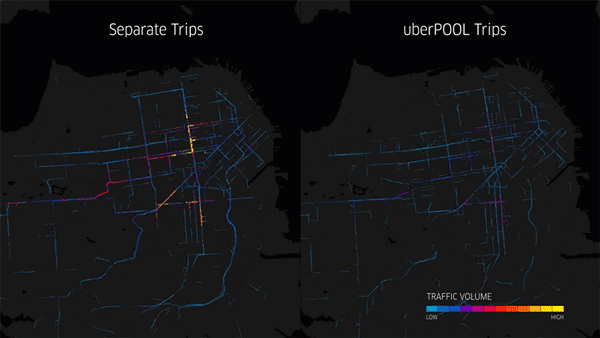 Separate Trips
uberPOOL Trips
TRAFFIC VOLUME
LOW
HIGH